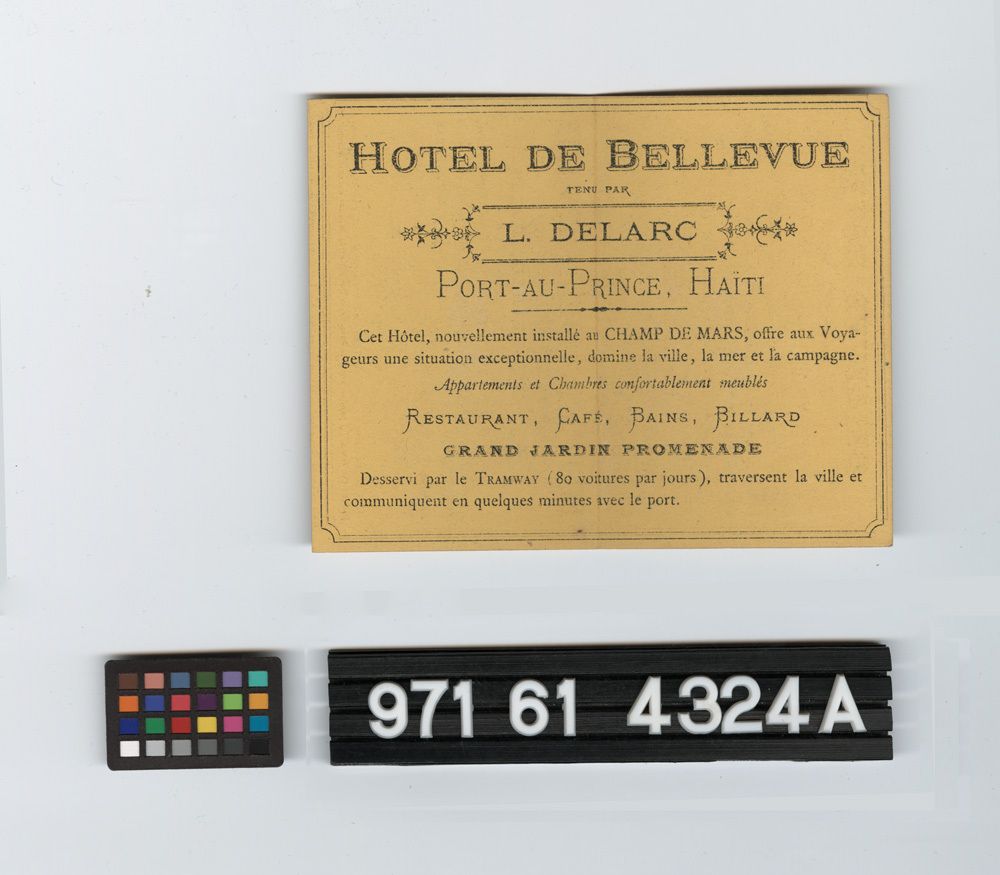 HOTEL DE BELLEVUE
TENU PAR
L. DELARC
PORT-AU-PRINCE, HAÏTI
Cet Hôtel, nouvellement installé au CHAMP DE MARS, offre aux Voya-
geurs une situation exceptionnelle, domine la ville, la mer et la campagne.
Appartements et Chambres confortablement meublés
RESTAURANT, CAFÉ, BAINS, BILLARD
GRAND JARDIN PROMENADE
Desservi par le TRAMWAY (80 voitures par jours), traversent la ville et
communiquent en quelques minutes avec le port.
971 61 4324A